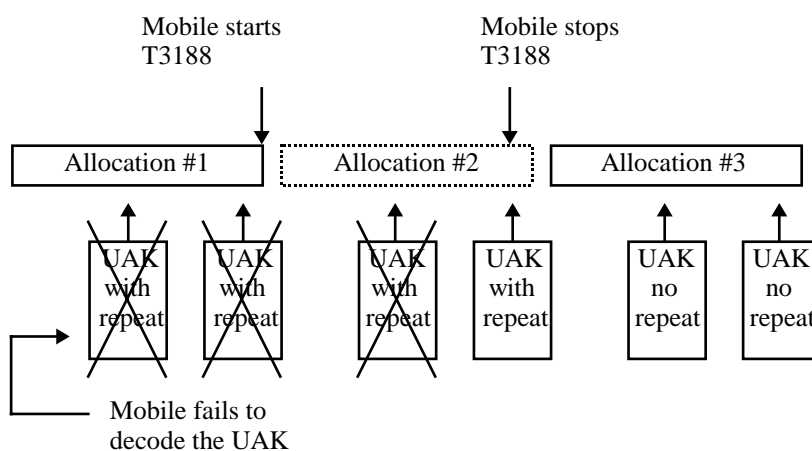 Mobile starts
T3188
Mobile stops
T3188
Allocation #1
Allocation #2
Allocation #3
UAK
with
repeat
UAK
with
repeat
UAK
with
repeat
UAK
with
repeat
UAK
no
repeat
UAK
no
repeat
Mobile fails to
decode the UAK